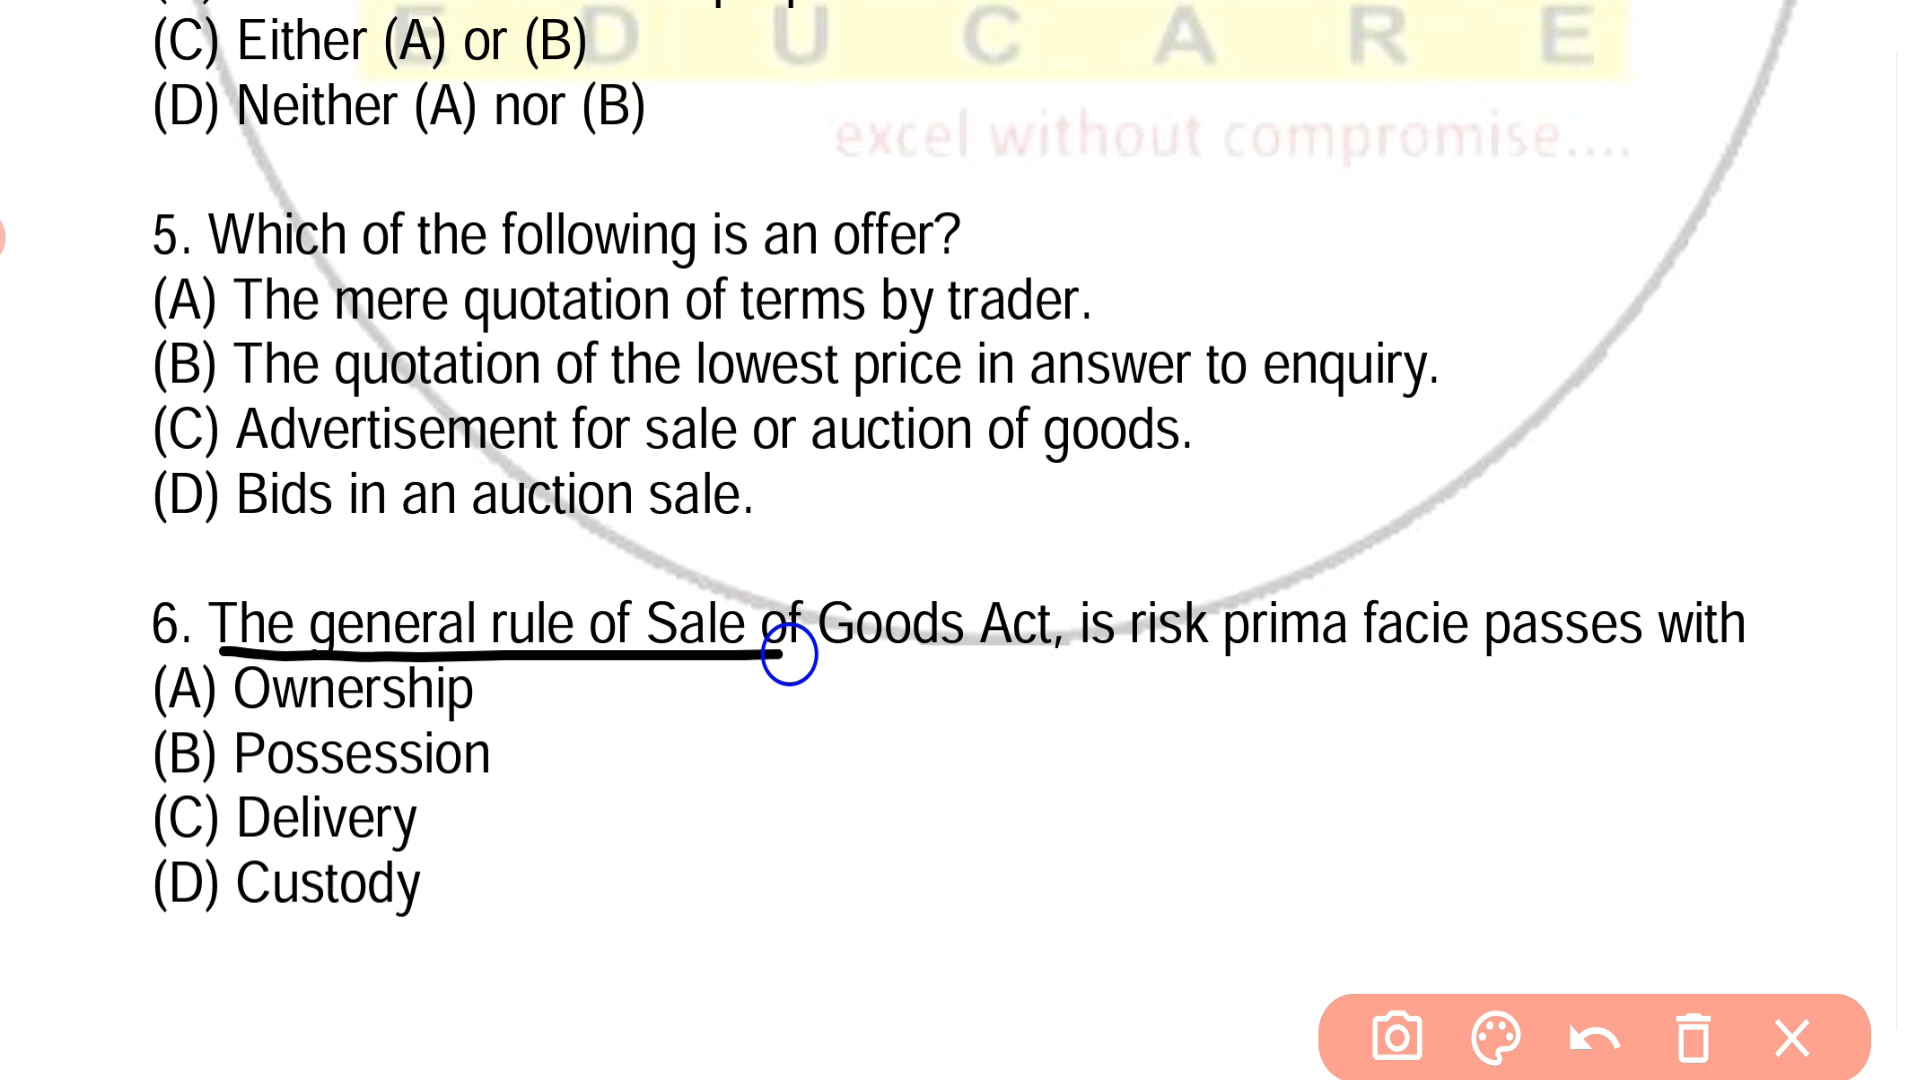 (C) Either (A) or (B)
(D) Neither (A) nor (B)
E D U C A R E
excel without compromise....
5. Which of the following is an offer?
(A) The mere quotation of terms by trader.
(B) The quotation of the lowest price in answer to enquiry.
(C) Advertisement for sale or auction of goods.
(D) Bids in an auction sale.
6. The general rule of Sale of Goods Act, is risk prima facie passes with
(A) Ownership
(B) Possession
(C) Delivery
(D) Custody